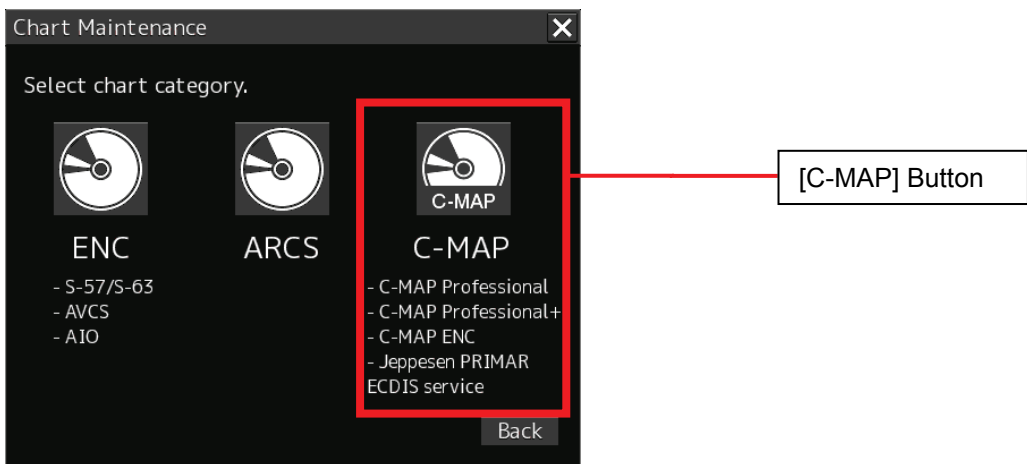 Chart Maintenance
Select chart category.
ENC
- S-57/S-63
- AVCS
- AIO
ARCS
C-MAP
C-MAP
- C-MAP Professional
- C-MAP Professional+
- C-MAP ENC
- Jeppesen PRIMAR
ECDIS service
Back
[C-MAP] Button